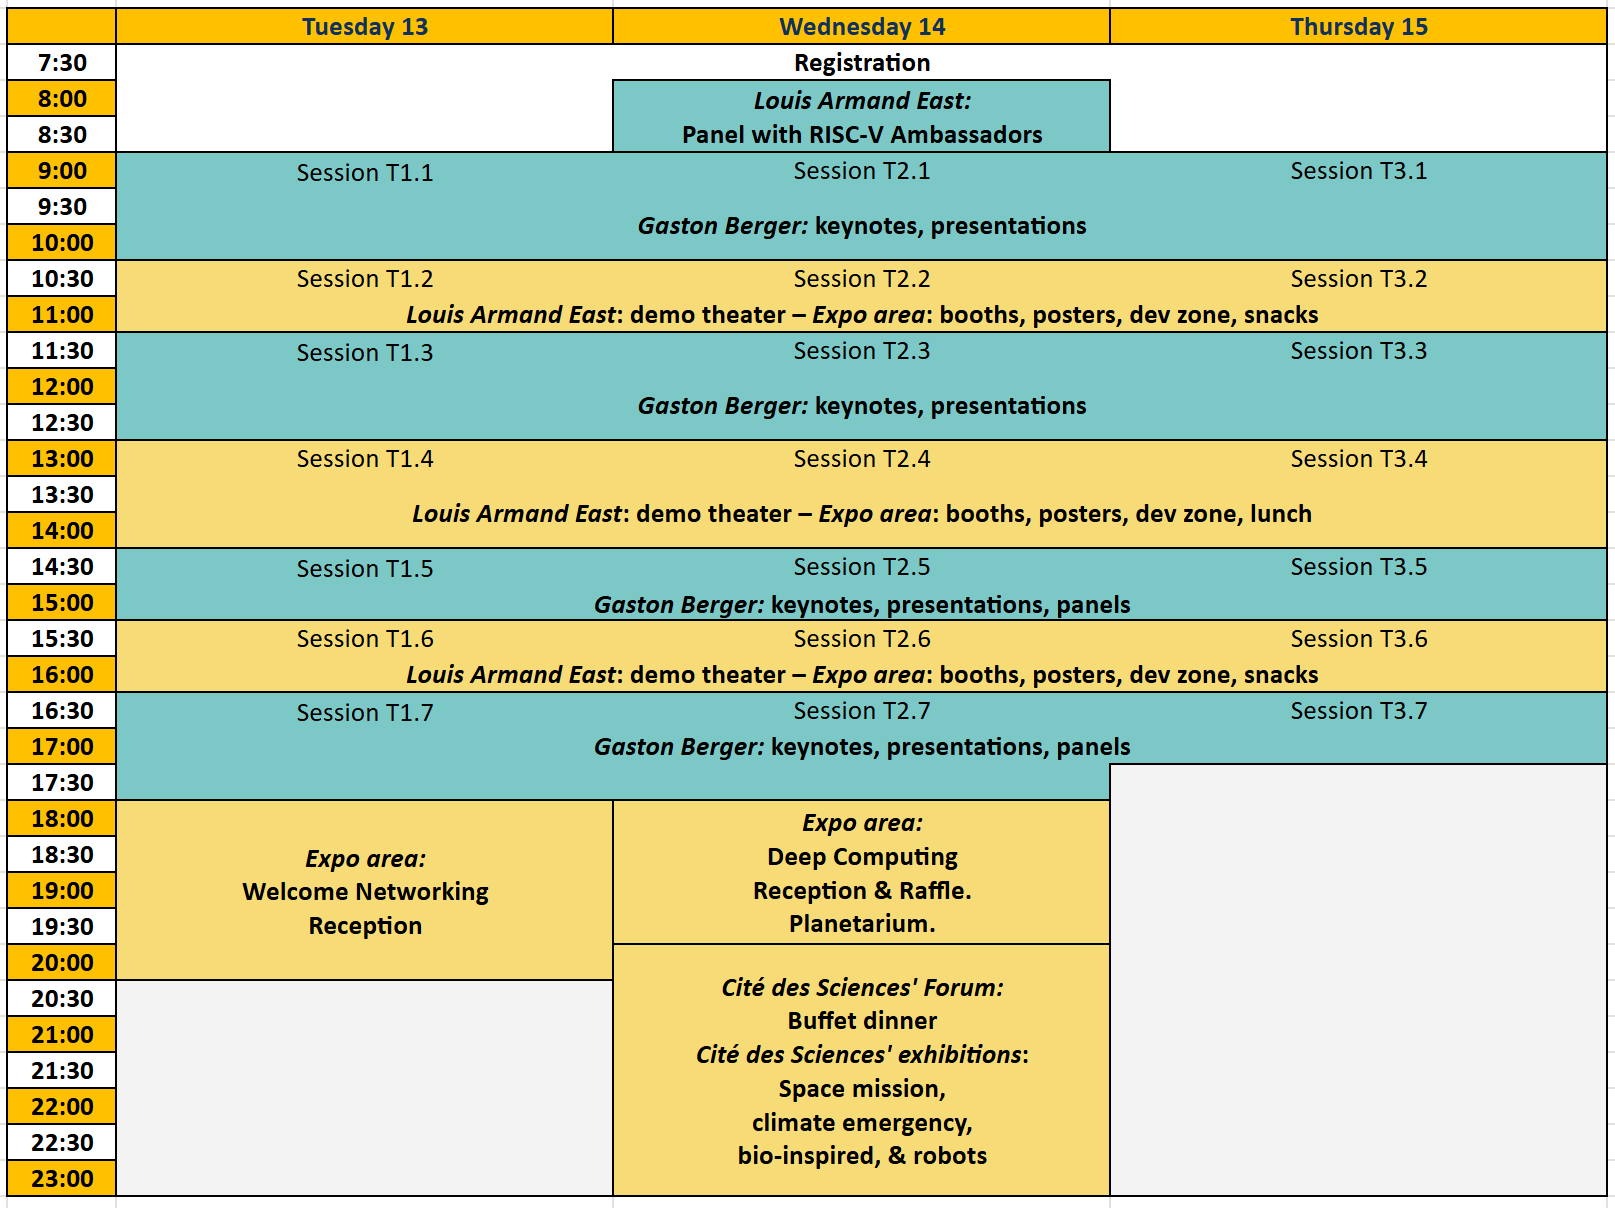 Tuesday 13 Wednesday 14 Thursday 15
7:30 Registration
8:00 Louis Armand East:
8:30 Panel with RISC-V Ambassadors
9:00 Session T1.1 Session T2.1 Session T3.1
9:30
Gaston Berger: keynotes, presentations
10:00
10:30 Session T1.2 Session T2.2 Session T3.2
11:00 Louis Armand East: demo theater – Expo area: booths, posters, dev zone, snacks
11:30 Session T1.3 Session T2.3 Session T3.3
12:00
Gaston Berger: keynotes, presentations
12:30
13:00 Session T1.4 Session T2.4 Session T3.4
13:30
Louis Armand East: demo theater – Expo area: booths, posters, dev zone, lunch
14:00
14:30 Session T1.5 Session T2.5 Session T3.5
15:00 Gaston Berger: keynotes, presentations, panels
15:30 Session T1.6 Session T2.6 Session T3.6
16:00 Louis Armand East: demo theater – Expo area: booths, posters, dev zone, snacks
16:30 Session T1.7 Session T2.7 Session T3.7
17:00 Gaston Berger: keynotes, presentations, panels
17:30
18:00
18:30
19:00
19:30
20:00
20:30
21:00
21:30
22:00
22:30
23:00
Expo area:
Welcome Networking
Reception
Expo area:
Deep Computing
Reception & Raffle.
Planetarium.
Cité des Sciences' Forum:
Buffet dinner
Cité des Sciences' exhibitions:
Space mission,
climate emergency,
bio-inspired, & robots